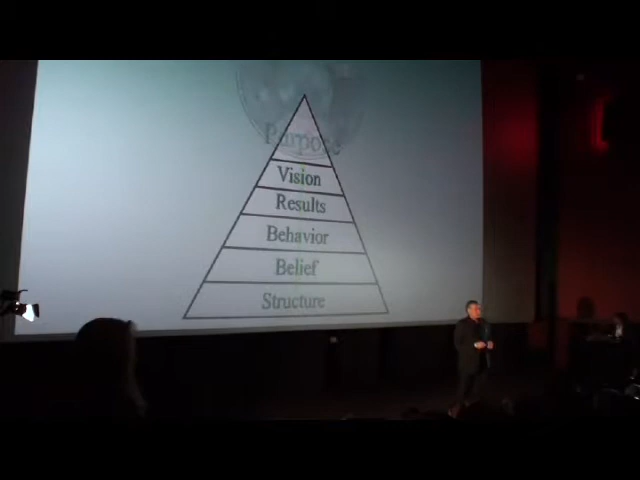 Purpose
Vision
Results
Behavior
Belief
Structure